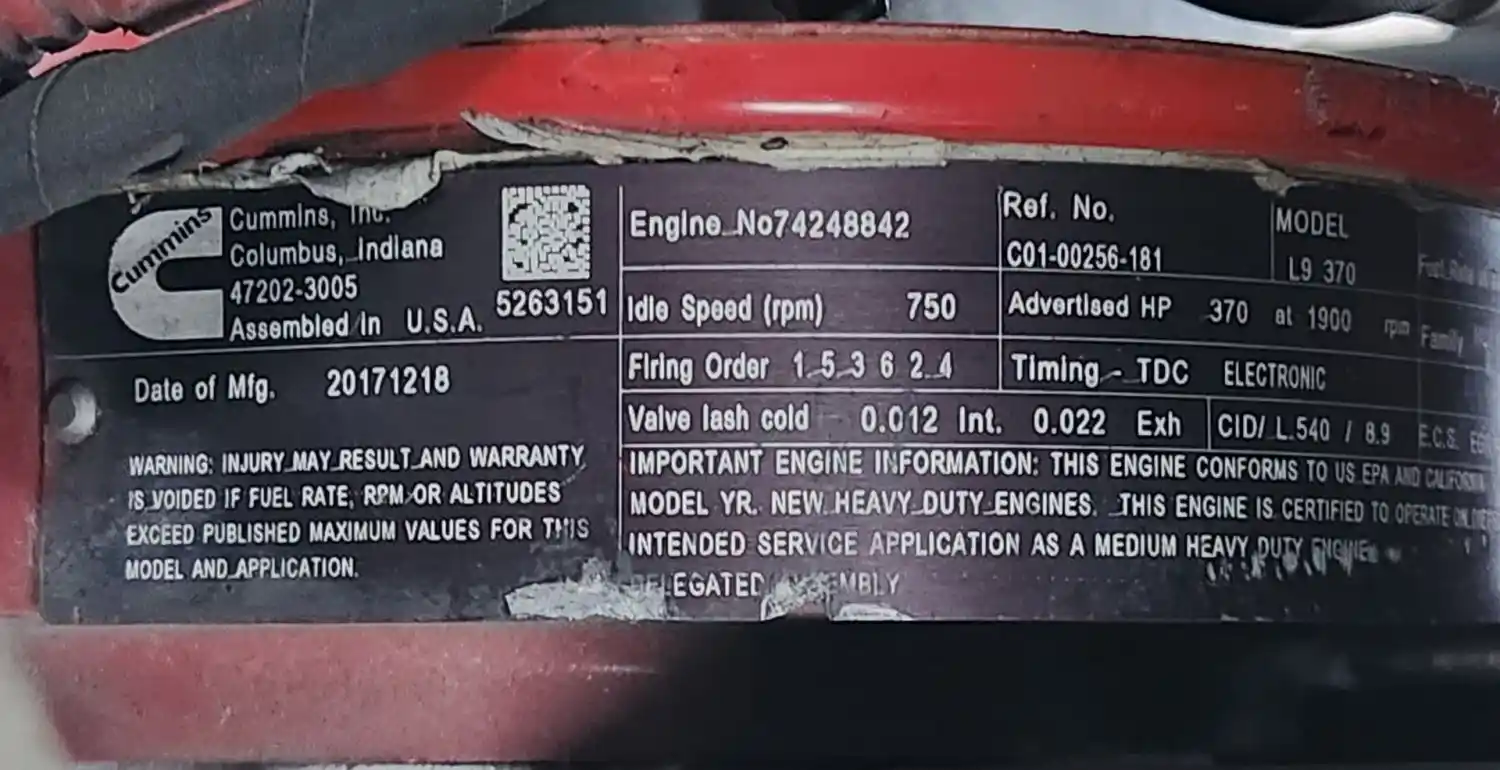 Cummins
Cummins, Inc.
Columbus, Indiana
47202-3005
Assembled in U.S.A.
5263151
Date of Mfg. 20171218
WARNING: INJURY MAY RESULT AND WARRANTY
IS VOIDED IF FUEL RATE, RPM OR ALTITUDES
EXCEED PUBLISHED MAXIMUM VALUES FOR THIS
MODEL AND APPLICATION.
Engine No74248842
Ref. No.
C01-00256-181
MODEL
L9 370
Idle Speed (rpm) 750
Advertised HP 370 at 1900 rpm
Family
Firing Order 1 5 3 6 2 4
Timing - TDC ELECTRONIC
Valve lash cold 0.012 Int. 0.022 Exh
CID/ L.540 / 8.9
E.C.S.
IMPORTANT ENGINE INFORMATION: THIS ENGINE CONFORMS TO US EPA AND CALIFORNIA
MODEL YR. NEW HEAVY DUTY ENGINES. THIS ENGINE IS CERTIFIED TO OPERATE ON
INTENDED SERVICE APPLICATION AS A MEDIUM HEAVY DUTY ENGINE
DELEGATED ASSEMBLY